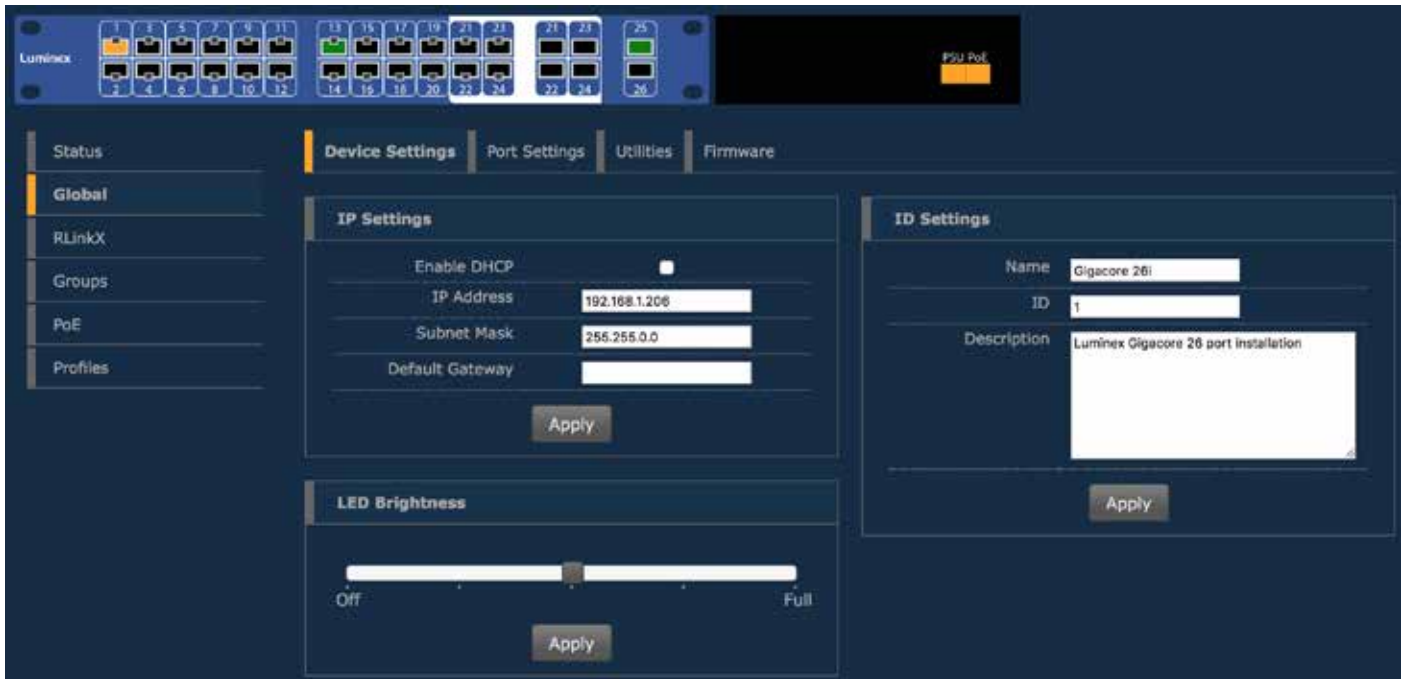 1 3 5 7 9 11 13 15 17 19 21 23 21 23 25
Luminex
PSU PoE
2 4 6 8 10 12 14 16 18 20 22 24 22 24 26
Status
Device Settings Port Settings Utilities Firmware
Global
RLinkX
Groups
PoE
Profiles
IP Settings
Enable DHCP
IP Address 192.168.1.206
Subnet Mask 255.255.0.0
Default Gateway
Apply
LED Brightness
Off Full
Apply
ID Settings
Name Gigacore 26i
ID 1
Description Luminex Gigacore 26 port installation
Apply